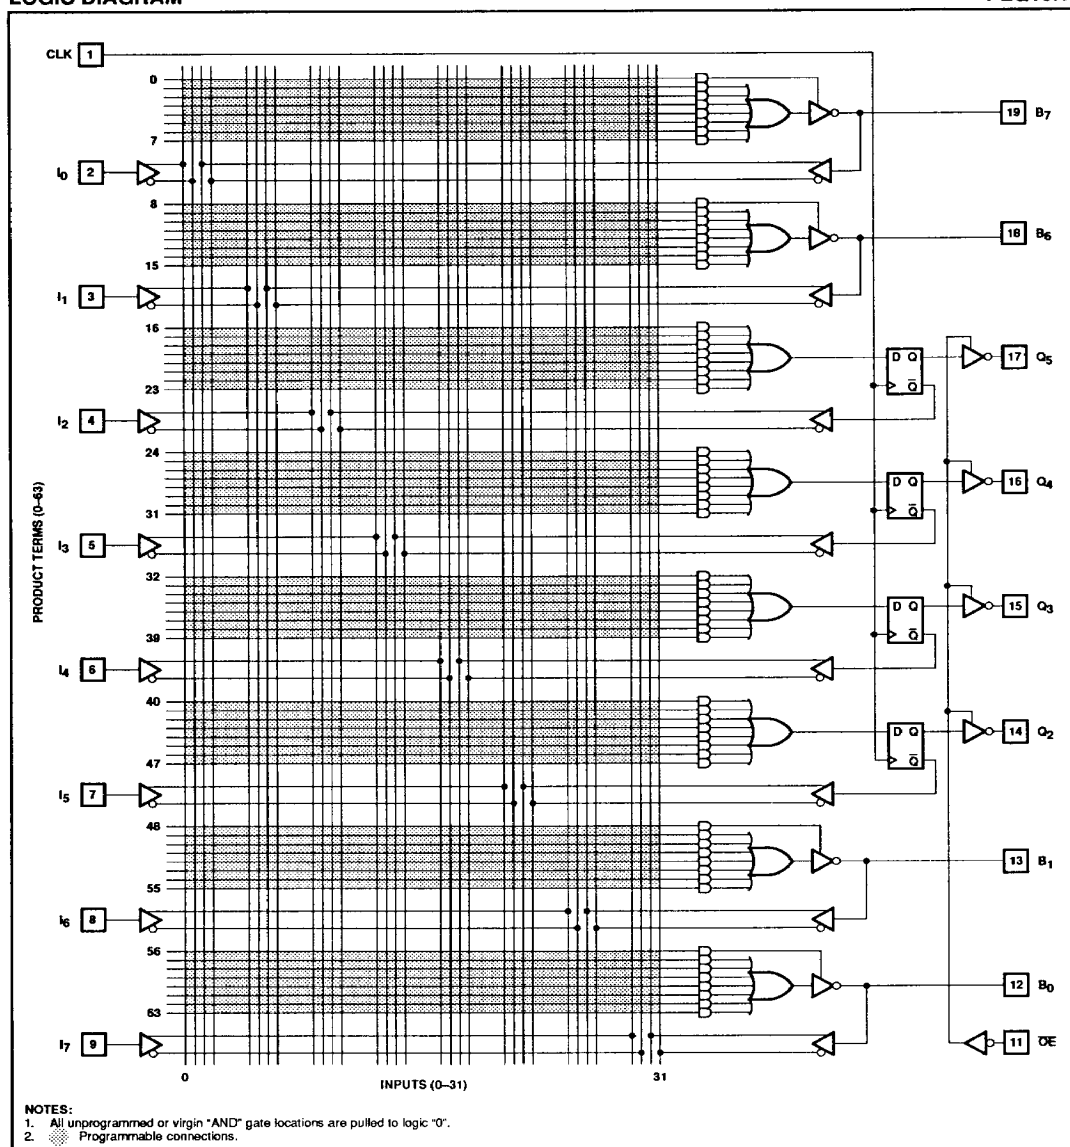 LOGIC DIAGRAM
CLK 1
0
7
19 B7
I0 2
8
15
18 B6
I1 3
16
23
D Q
Q̅
17 Q5
I2 4
24
31
D Q
Q̅
16 Q4
I3 5
PRODUCT TERMS (0–63)
32
39
D Q
Q̅
15 Q3
I4 6
40
47
D Q
Q̅
14 Q2
I5 7
48
55
13 B1
I6 8
56
63
12 B0
I7 9
11 O̅E̅
0
INPUTS (0–31)
31
NOTES:
1. All unprogrammed or virgin "AND" gate locations are pulled to logic "0".
2. Programmable connections.